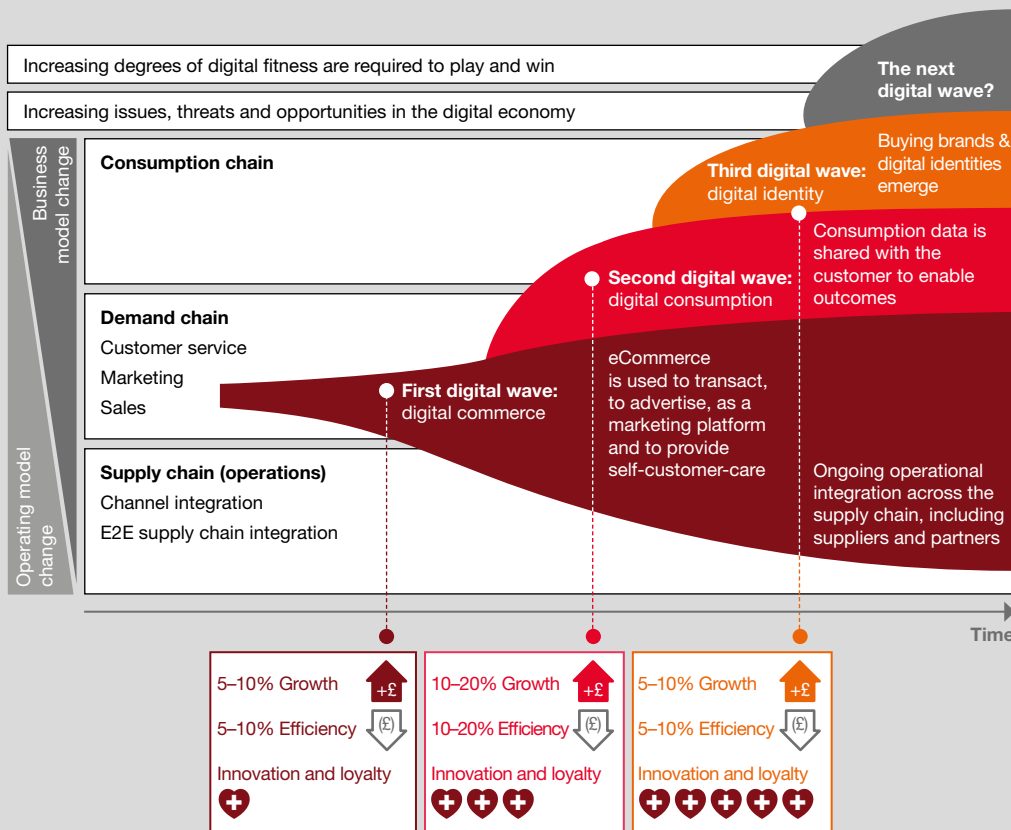 Increasing degrees of digital fitness are required to play and win
Increasing issues, threats and opportunities in the digital economy
Business
model change
Operating model
change
Consumption chain
Demand chain
Customer service
Marketing
Sales
Supply chain (operations)
Channel integration
E2E supply chain integration
First digital wave:
digital commerce
Second digital wave:
digital consumption
eCommerce
is used to transact,
to advertise, as a
marketing platform
and to provide
self-customer-care
Third digital wave:
digital identity
The next
digital wave?
Buying brands &
digital identities
emerge
Consumption data is
shared with the
customer to enable
outcomes
Ongoing operational
integration across the
supply chain, including
suppliers and partners
Time
5–10% Growth
+£
5–10% Efficiency
(£)
Innovation and loyalty
10–20% Growth
+£
10–20% Efficiency
(£)
Innovation and loyalty
5–10% Growth
+£
5–10% Efficiency
(£)
Innovation and loyalty